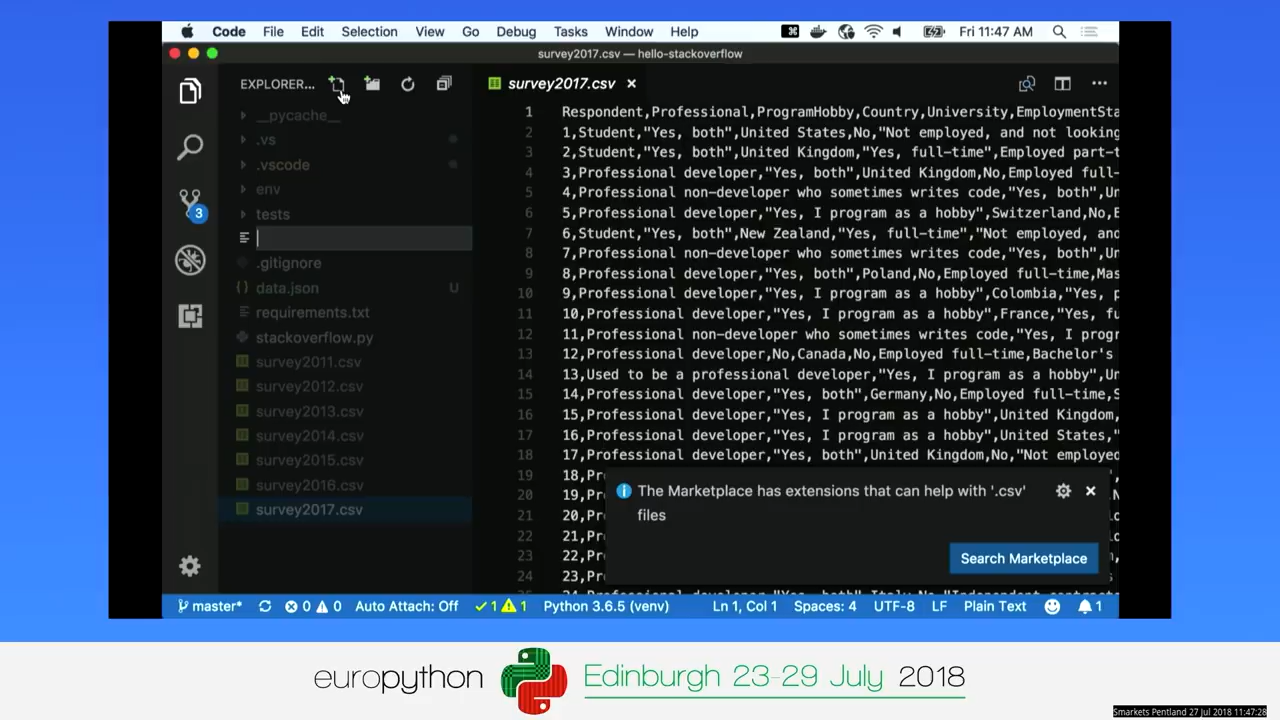 Code File Edit Selection View Go Debug Tasks Window Help Fri 11:47 AM
survey2017.csv — hello-stackoverflow
EXPLORER...
survey2017.csv
__pycache__
.vs
.vscode
env
tests
.gitignore
data.json U
requirements.txt
stackoverflow.py
survey2011.csv
survey2012.csv
survey2013.csv
survey2014.csv
survey2015.csv
survey2016.csv
survey2017.csv
3
1 Respondent,Professional,ProgramHobby,Country,University,EmploymentSta
2 1,Student,"Yes, both",United States,No,"Not employed, and not looking
3 2,Student,"Yes, both",United Kingdom,"Yes, full-time",Employed part-t
4 3,Professional developer,"Yes, both",United Kingdom,No,Employed full-
5 4,Professional non-developer who sometimes writes code,"Yes, both",Un
6 5,Professional developer,"Yes, I program as a hobby",Switzerland,No,E
7 6,Student,"Yes, both",New Zealand,"Yes, full-time","Not employed, and
8 7,Professional non-developer who sometimes writes code,"Yes, both",Un
9 8,Professional developer,"Yes, both",Poland,No,Employed full-time,Mas
10 9,Professional developer,"Yes, I program as a hobby",Colombia,"Yes, p
11 10,Professional developer,"Yes, I program as a hobby",France,"Yes, fu
12 11,Professional non-developer who sometimes writes code,"Yes, I progr
13 12,Professional developer,No,Canada,No,Employed full-time,Bachelor's
14 13,Used to be a professional developer,"Yes, I program as a hobby",Un
15 14,Professional developer,"Yes, both",Germany,No,Employed full-time,S
16 15,Professional developer,"Yes, I program as a hobby",United Kingdom,
17 16,Professional developer,"Yes, I program as a hobby",United States,"
18 17,Professional developer,"Yes, both",United Kingdom,No,"Not employed
19 18,Pr
20 19,Pr
21 20,Pr
22 21,Pr
23 22,Pr
24 23,Pr
The Marketplace has extensions that can help with '.csv'
files
Search Marketplace
master* 0 0 Auto Attach: Off 1 1 Python 3.6.5 (venv) Ln 1, Col 1 Spaces: 4 UTF-8 LF Plain Text 1
europython Edinburgh 23-29 July 2018
Smarkets Pentland 27 Jul 2018 11:47:28